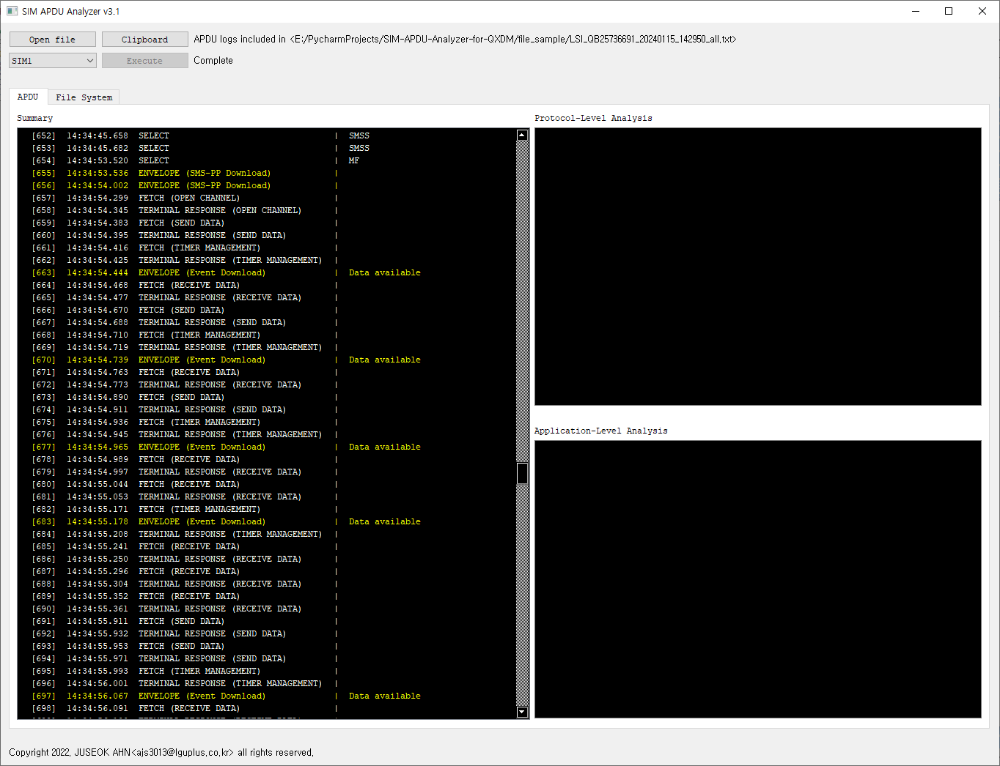 SIM APDU Analyzer v3.1
Open file Clipboard APDU logs included in <E:/PycharmProjects/SIM-APDU-Analyzer-for-QXDM/file_sample/LSI_QB25736691_20240115_142950_all.txt>
SIM1 Execute Complete
APDU File System
Summary
[652] 14:34:45.658 SELECT | SMSS
[653] 14:34:45.682 SELECT | SMSS
[654] 14:34:53.520 SELECT | MF
[655] 14:34:53.536 ENVELOPE (SMS-PP Download) |
[656] 14:34:54.002 ENVELOPE (SMS-PP Download) |
[657] 14:34:54.299 FETCH (OPEN CHANNEL) |
[658] 14:34:54.345 TERMINAL RESPONSE (OPEN CHANNEL) |
[659] 14:34:54.383 FETCH (SEND DATA) |
[660] 14:34:54.395 TERMINAL RESPONSE (SEND DATA) |
[661] 14:34:54.416 FETCH (TIMER MANAGEMENT) |
[662] 14:34:54.425 TERMINAL RESPONSE (TIMER MANAGEMENT) |
[663] 14:34:54.444 ENVELOPE (Event Download) | Data available
[664] 14:34:54.468 FETCH (RECEIVE DATA) |
[665] 14:34:54.477 TERMINAL RESPONSE (RECEIVE DATA) |
[666] 14:34:54.670 FETCH (SEND DATA) |
[667] 14:34:54.688 TERMINAL RESPONSE (SEND DATA) |
[668] 14:34:54.710 FETCH (TIMER MANAGEMENT) |
[669] 14:34:54.719 TERMINAL RESPONSE (TIMER MANAGEMENT) |
[670] 14:34:54.739 ENVELOPE (Event Download) | Data available
[671] 14:34:54.763 FETCH (RECEIVE DATA) |
[672] 14:34:54.773 TERMINAL RESPONSE (RECEIVE DATA) |
[673] 14:34:54.890 FETCH (SEND DATA) |
[674] 14:34:54.911 TERMINAL RESPONSE (SEND DATA) |
[675] 14:34:54.936 FETCH (TIMER MANAGEMENT) |
[676] 14:34:54.945 TERMINAL RESPONSE (TIMER MANAGEMENT) |
[677] 14:34:54.965 ENVELOPE (Event Download) | Data available
[678] 14:34:54.989 FETCH (RECEIVE DATA) |
[679] 14:34:54.997 TERMINAL RESPONSE (RECEIVE DATA) |
[680] 14:34:55.044 FETCH (RECEIVE DATA) |
[681] 14:34:55.053 TERMINAL RESPONSE (RECEIVE DATA) |
[682] 14:34:55.171 FETCH (TIMER MANAGEMENT) |
[683] 14:34:55.178 ENVELOPE (Event Download) | Data available
[684] 14:34:55.208 TERMINAL RESPONSE (TIMER MANAGEMENT) |
[685] 14:34:55.241 FETCH (RECEIVE DATA) |
[686] 14:34:55.250 TERMINAL RESPONSE (RECEIVE DATA) |
[687] 14:34:55.296 FETCH (RECEIVE DATA) |
[688] 14:34:55.304 TERMINAL RESPONSE (RECEIVE DATA) |
[689] 14:34:55.352 FETCH (RECEIVE DATA) |
[690] 14:34:55.361 TERMINAL RESPONSE (RECEIVE DATA) |
[691] 14:34:55.911 FETCH (SEND DATA) |
[692] 14:34:55.932 TERMINAL RESPONSE (SEND DATA) |
[693] 14:34:55.953 FETCH (SEND DATA) |
[694] 14:34:55.971 TERMINAL RESPONSE (SEND DATA) |
[695] 14:34:55.993 FETCH (TIMER MANAGEMENT) |
[696] 14:34:56.001 TERMINAL RESPONSE (TIMER MANAGEMENT) |
[697] 14:34:56.067 ENVELOPE (Event Download) | Data available
[698] 14:34:56.091 FETCH (RECEIVE DATA) |
Protocol-Level Analysis
Application-Level Analysis
Copyright 2022. JUSEOK AHN<ajs3013@lguplus.co.kr> all rights reserved.